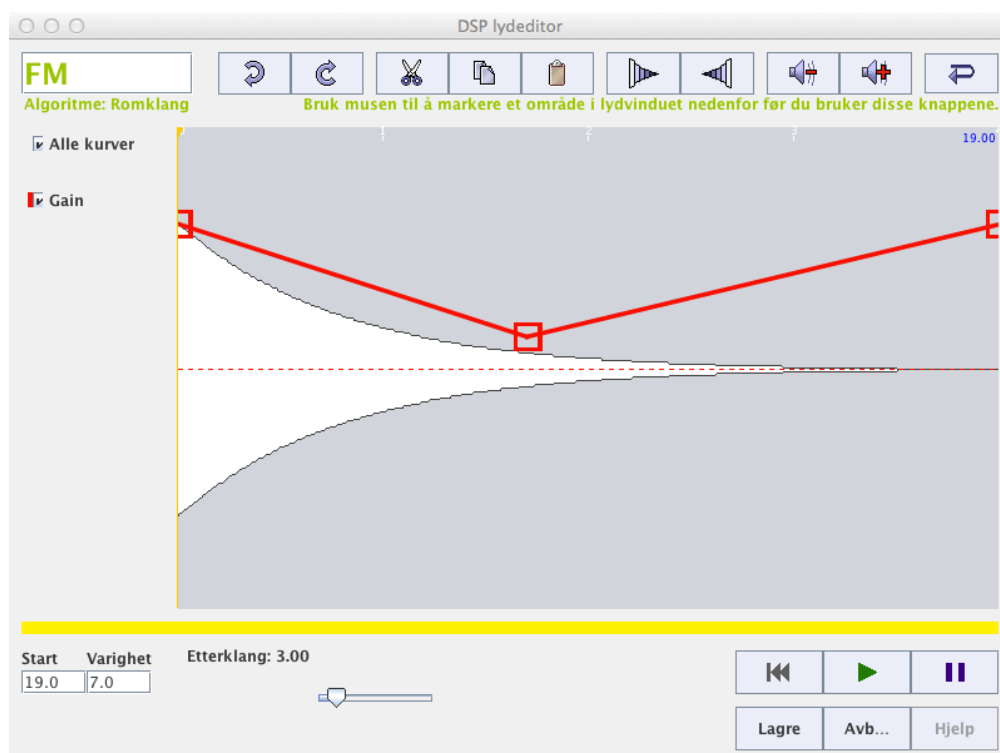 DSP lydeditor
FM
Algoritme: Romklang
Bruk musen til å markere et område i lydvinduet nedenfor før du bruker disse knappene.
Alle kurver
1
2
3
19.00
Gain
Start
Varighet
Etterklang: 3.00
19.0
7.0
Lagre
Avb...
Hjelp